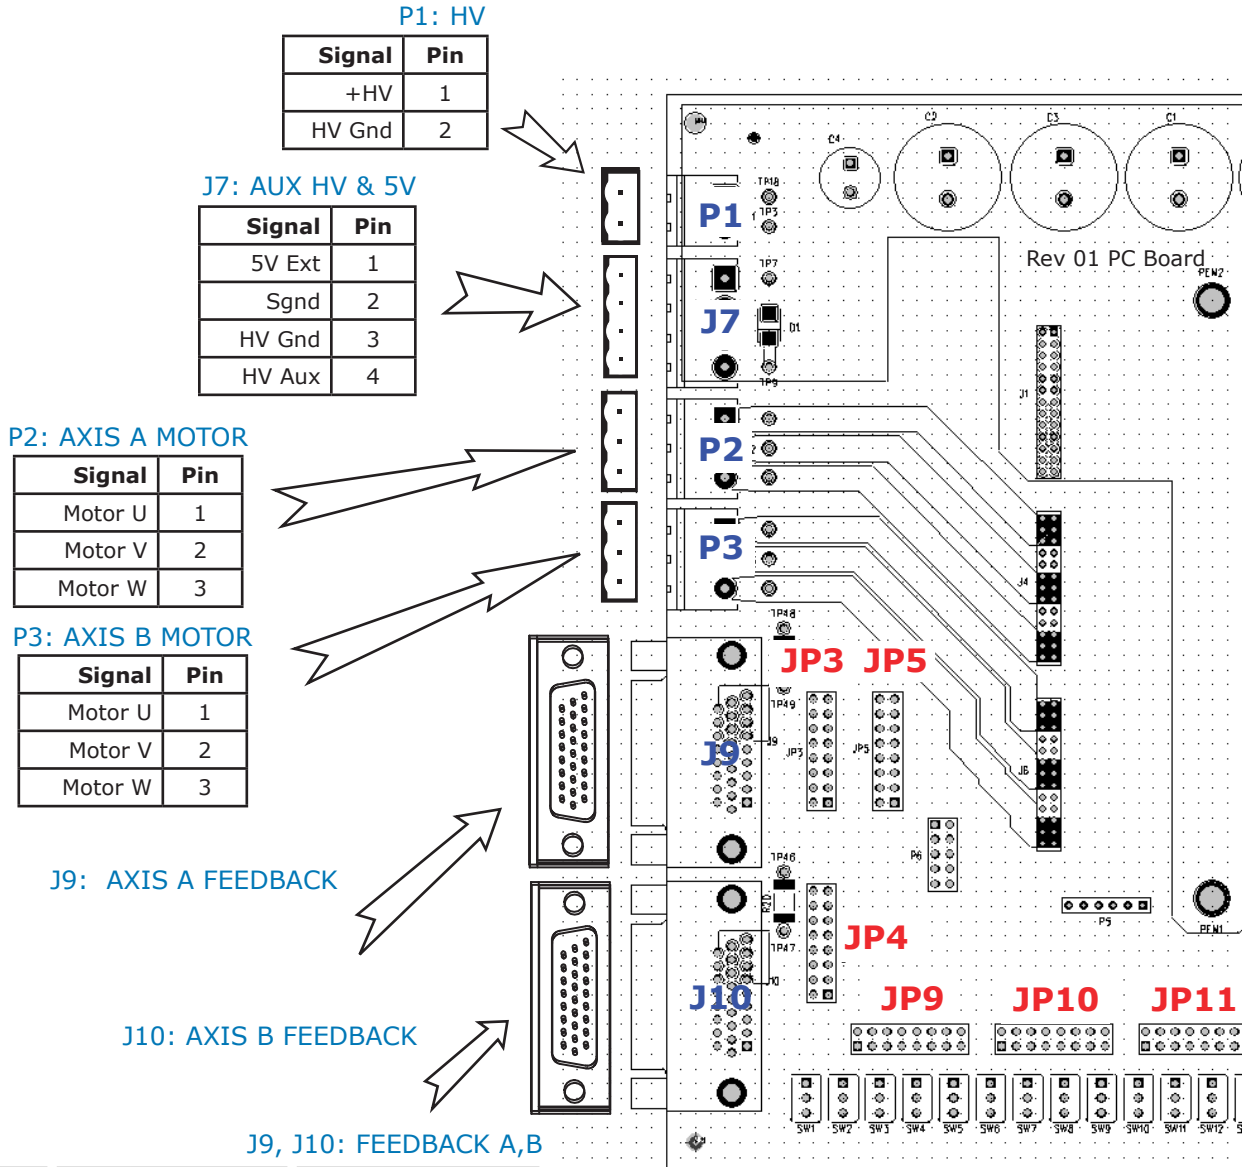 P1: HV
Signal Pin
+HV 1
HV Gnd 2
J7: AUX HV & 5V
Signal Pin
5V Ext 1
Sgnd 2
HV Gnd 3
HV Aux 4
P2: AXIS A MOTOR
Signal Pin
Motor U 1
Motor V 2
Motor W 3
P3: AXIS B MOTOR
Signal Pin
Motor U 1
Motor V 2
Motor W 3
J9: AXIS A FEEDBACK
J10: AXIS B FEEDBACK
J9, J10: FEEDBACK A,B
C4
C2
C3
C1
TP18
P1
TP3
TP7
Rev 01 PC Board
PEM2
J7
D1
TP9
J1
P2
P3
J4
TP48
JP3 JP5
TP49
J9
J9
JP3
JP5
J6
P6
TP46
R20
TP47
JP4
P5
PEM1
J10
JP9 JP10 JP11
SW1 SW2 SW3 SW4 SW5 SW6 SW7 SW8 SW9 SW10 SW11 SW12